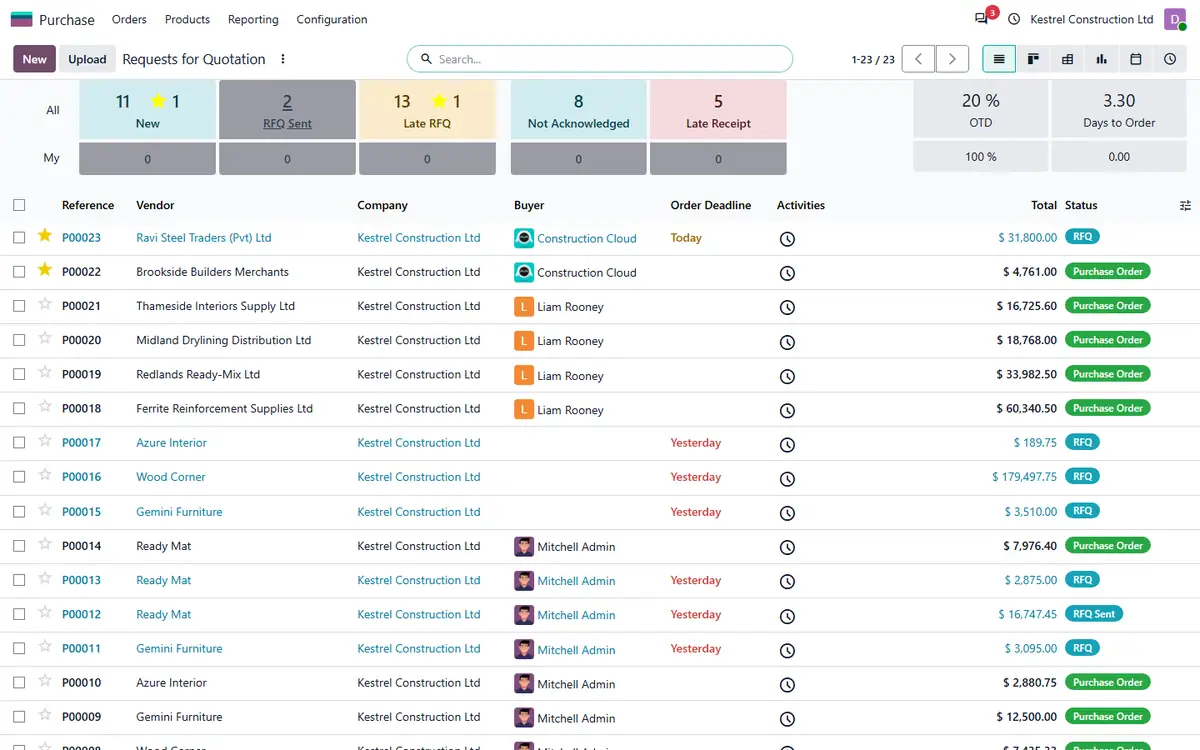 Purchase Orders Products Reporting Configuration 3 Kestrel Construction Ltd D
New Upload Requests for Quotation Search... 1-23 / 23
All 11 1 New 2 RFQ Sent 13 1 Late RFQ 8 Not Acknowledged 5 Late Receipt 20 % OTD 3.30 Days to Order
My 0 0 0 0 0 100 % 0.00
Reference Vendor Company Buyer Order Deadline Activities Total Status
P00023 Ravi Steel Traders (Pvt) Ltd Kestrel Construction Ltd Construction Cloud Today $ 31,800.00 RFQ
P00022 Brookside Builders Merchants Kestrel Construction Ltd Construction Cloud $ 4,761.00 Purchase Order
P00021 Thameside Interiors Supply Ltd Kestrel Construction Ltd L Liam Rooney $ 16,725.60 Purchase Order
P00020 Midland Drylining Distribution Ltd Kestrel Construction Ltd L Liam Rooney $ 18,768.00 Purchase Order
P00019 Redlands Ready-Mix Ltd Kestrel Construction Ltd L Liam Rooney $ 33,982.50 Purchase Order
P00018 Ferrite Reinforcement Supplies Ltd Kestrel Construction Ltd L Liam Rooney $ 60,340.50 Purchase Order
P00017 Azure Interior Kestrel Construction Ltd Yesterday $ 189.75 RFQ
P00016 Wood Corner Kestrel Construction Ltd Yesterday $ 179,497.75 RFQ
P00015 Gemini Furniture Kestrel Construction Ltd Yesterday $ 3,510.00 RFQ
P00014 Ready Mat Kestrel Construction Ltd Mitchell Admin $ 7,976.40 Purchase Order
P00013 Ready Mat Kestrel Construction Ltd Mitchell Admin Yesterday $ 2,875.00 RFQ
P00012 Ready Mat Kestrel Construction Ltd Mitchell Admin Yesterday $ 16,747.45 RFQ Sent
P00011 Gemini Furniture Kestrel Construction Ltd Mitchell Admin Yesterday $ 3,095.00 RFQ
P00010 Azure Interior Kestrel Construction Ltd Mitchell Admin $ 2,880.75 Purchase Order
P00009 Gemini Furniture Kestrel Construction Ltd Mitchell Admin $ 12,500.00 Purchase Order